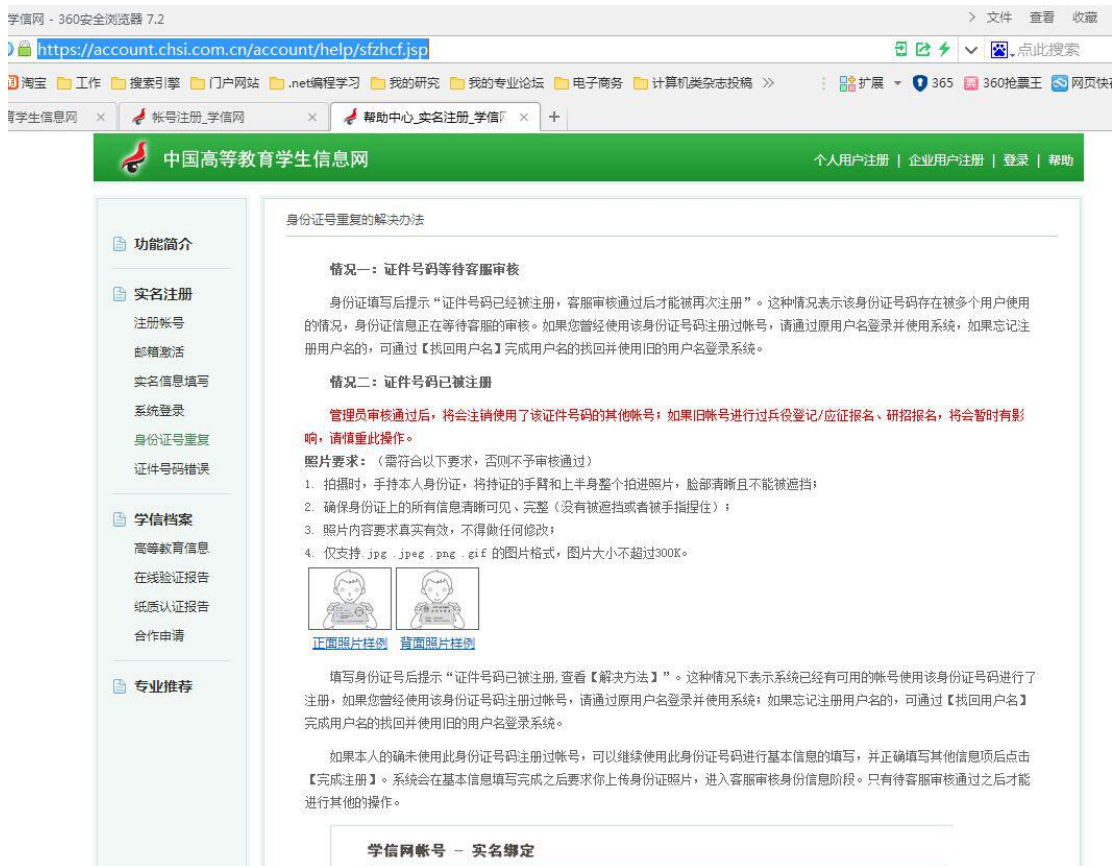 学信网 - 360安全浏览器 7.2
文件 查看 收藏
https://account.chsi.com.cn/account/help/sfzhcf.jsp
点此搜索
淘宝 工作 搜索引擎 门户网站 .net编程学习 我的研究 我的专业论坛 电子商务 计算机类杂志投稿 »
扩展 365 360抢票王 网页快
育学生信息网 × 帐号注册_学信网 × 帮助中心_实名注册_学信 × +
中国高等教育学生信息网
个人用户注册 | 企业用户注册 | 登录 | 帮助
功能简介
实名注册
注册帐号
邮箱激活
实名信息填写
系统登录
身份证号重复
证件号码错误
学信档案
高等教育信息
在线验证报告
纸质认证报告
合作申请
专业推荐
身份证号重复的解决办法
情况一：证件号码等待客服审核
身份证填写后提示“证件号码已经被注册，客服审核通过后才能被再次注册”。这种情况表示该身份证号码存在被多个用户使用
的情况，身份证信息正在等待客服的审核。如果您曾经使用该身份证号码注册过帐号，请通过原用户名登录并使用系统，如果忘记注
册用户名的，可通过【找回用户名】完成用户名的找回并使用旧的用户名登录系统。
情况二：证件号码已被注册
管理员审核通过后，将会注销使用了该证件号码的其他帐号；如果旧帐号进行过兵役登记/应征报名、研招报名，将会暂时有影
响，请慎重此操作。
照片要求：（需符合以下要求，否则不予审核通过）
1. 拍摄时，手持本人身份证，将持证的手臂和上半身整个拍进照片，脸部清晰且不能被遮挡；
2. 确保身份证上的所有信息清晰可见、完整（没有被遮挡或者被手指捏住）；
3. 照片内容要求真实有效，不得做任何修改；
4. 仅支持.jpg .jpeg .png .gif 的图片格式，图片大小不超过300K。
正面照片样例 背面照片样例
填写身份证号后提示“证件号码已被注册,查看【解决方法】”。这种情况下表示系统已经有可用的帐号使用该身份证号码进行了
注册，如果您曾经使用该身份证号码注册过帐号，请通过原用户名登录并使用系统；如果忘记注册用户名的，可通过【找回用户名】
完成用户名的找回并使用旧的用户名登录系统。
如果本人的确未使用此身份证号码注册过帐号，可以继续使用此身份证号码进行基本信息的填写，并正确填写其他信息项后点击
【完成注册】。系统会在基本信息填写完成之后要求你上传身份证照片，进入客服审核身份信息阶段。只有待客服审核通过之后才能
进行其他的操作。
学信网帐号 - 实名绑定